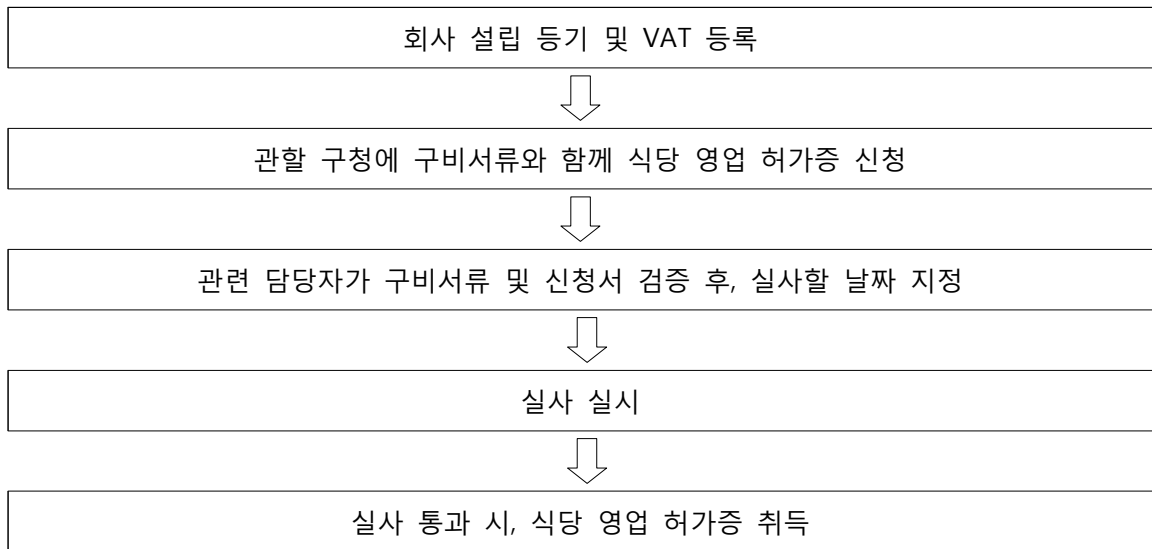 회사 설립 등기 및 VAT 등록
관할 구청에 구비서류와 함께 식당 영업 허가증 신청
관련 담당자가 구비서류 및 신청서 검증 후, 실사할 날짜 지정
실사 실시
실사 통과 시, 식당 영업 허가증 취득